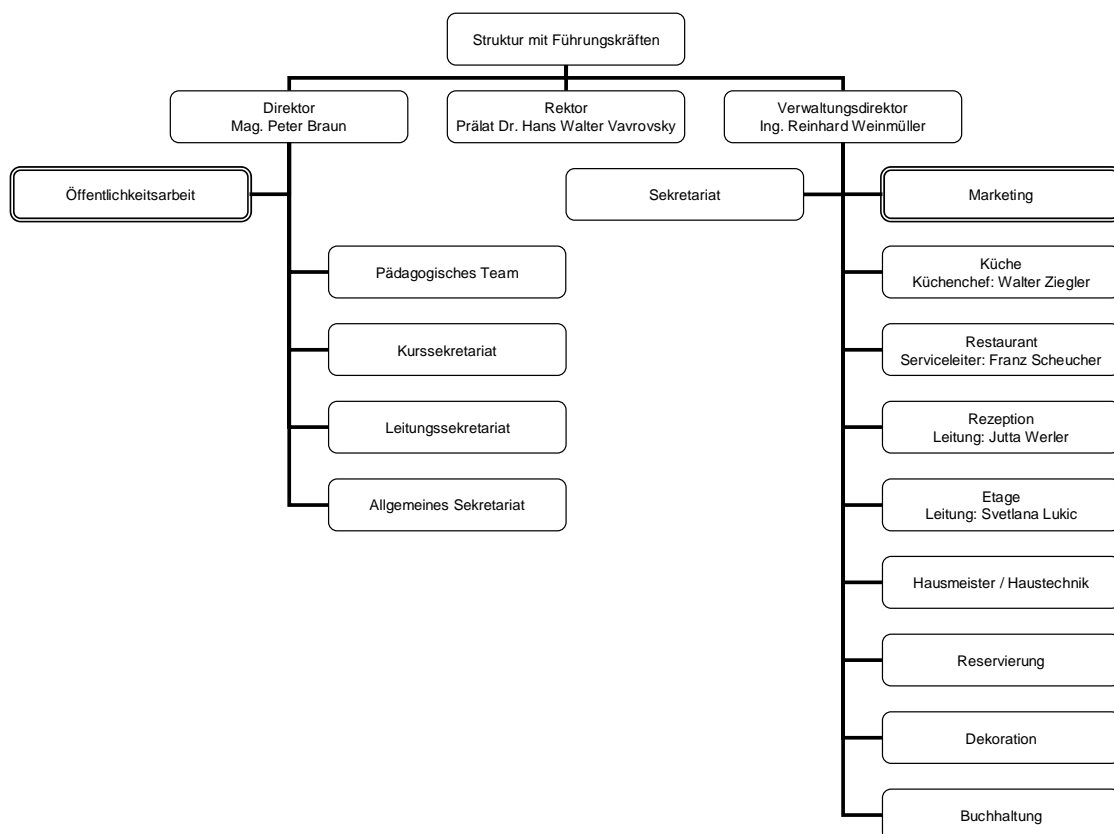 Struktur mit Führungskräften
Direktor
Mag. Peter Braun
Rektor
Prälat Dr. Hans Walter Vavrovsky
Verwaltungsdirektor
Ing. Reinhard Weinmüller
Öffentlichkeitsarbeit
Sekretariat
Marketing
Pädagogisches Team
Küche
Küchenchef: Walter Ziegler
Kurssekretariat
Restaurant
Serviceleiter: Franz Scheucher
Leitungssekretariat
Rezeption
Leitung: Jutta Werler
Allgemeines Sekretariat
Etage
Leitung: Svetlana Lukic
Hausmeister / Haustechnik
Reservierung
Dekoration
Buchhaltung